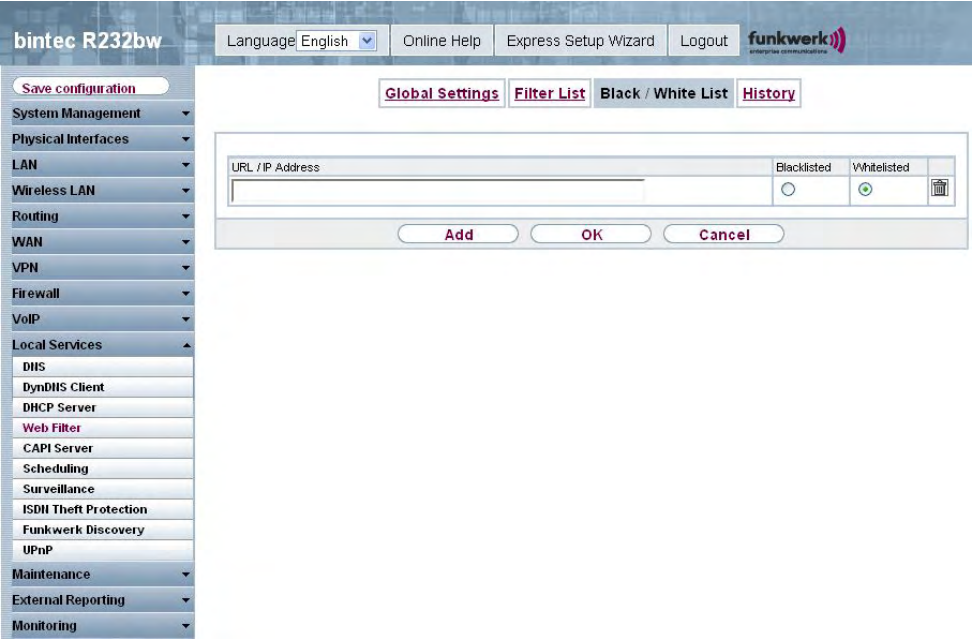 bintec R232bw
Language English Online Help Express Setup Wizard Logout funkwerk
enterprise communications
Save configuration
System Management
Physical Interfaces
LAN
Wireless LAN
Routing
WAN
VPN
Firewall
VoIP
Local Services
DNS
DynDNS Client
DHCP Server
Web Filter
CAPI Server
Scheduling
Surveillance
ISDN Theft Protection
Funkwerk Discovery
UPnP
Maintenance
External Reporting
Monitoring
Global Settings Filter List Black / White List History
URL / IP Address Blacklisted Whitelisted
Add OK Cancel